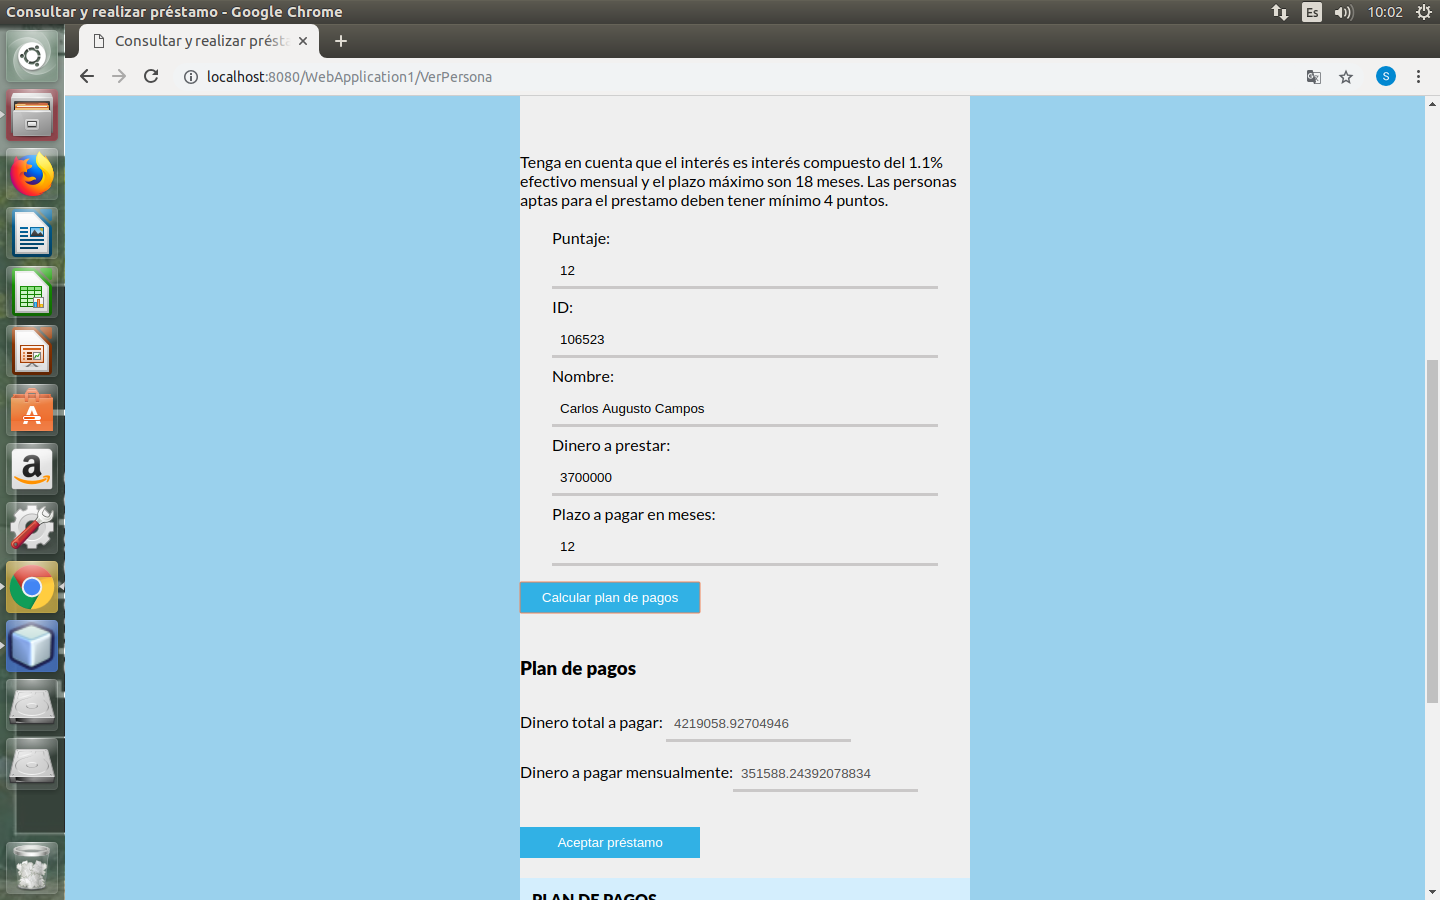 Consultar y realizar préstamo - Google Chrome
Es
10:02
Consultar y realizar présta
localhost:8080/WebApplication1/VerPersona
S
Tenga en cuenta que el interés es interés compuesto del 1.1%
efectivo mensual y el plazo máximo son 18 meses. Las personas
aptas para el prestamo deben tener mínimo 4 puntos.
Puntaje:
12
ID:
106523
Nombre:
Carlos Augusto Campos
Dinero a prestar:
3700000
Plazo a pagar en meses:
12
Calcular plan de pagos
Plan de pagos
Dinero total a pagar: 4219058.92704946
Dinero a pagar mensualmente: 351588.24392078834
Aceptar préstamo
PLAN DE PAGOS